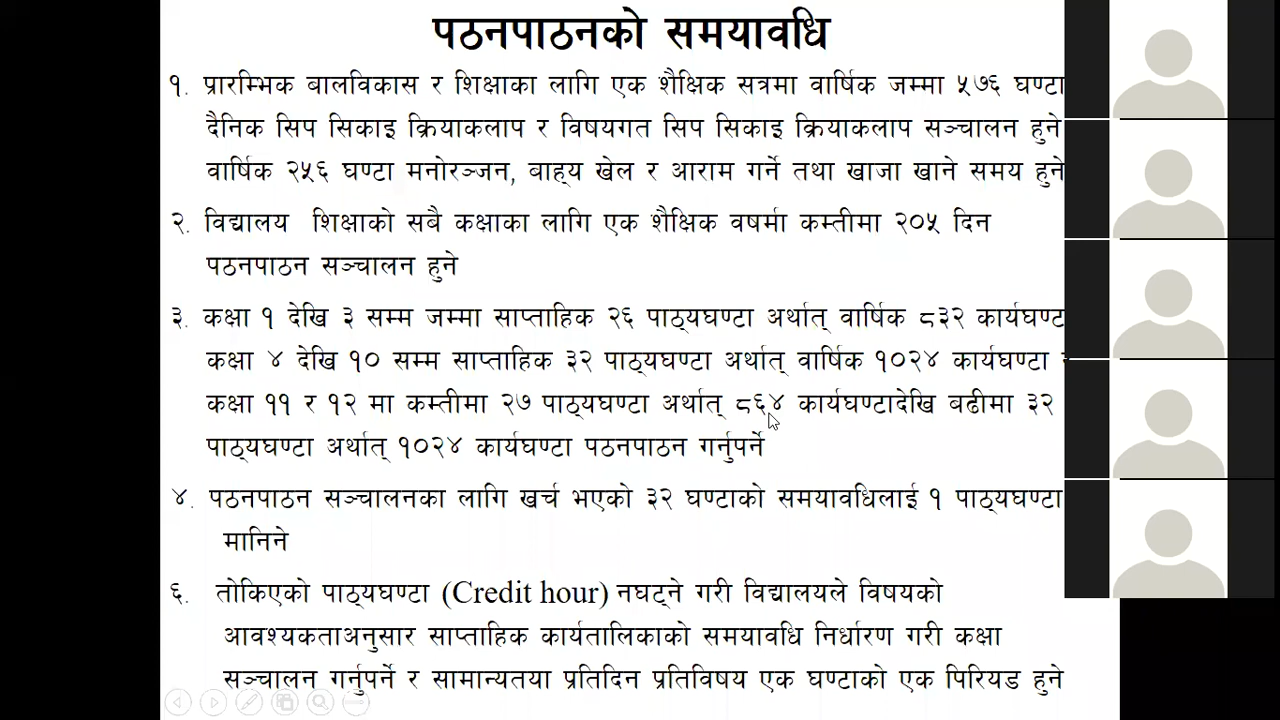 पठनपाठनको समयावधि
१. प्रारम्भिक बालविकास र शिक्षाका लागि एक शैक्षिक सत्रमा वार्षिक जम्मा ५७६ घण्टा
दैनिक सिप सिकाइ क्रियाकलाप र विषयगत सिप सिकाइ क्रियाकलाप सञ्चालन हुने
वार्षिक २५६ घण्टा मनोरञ्जन, बाह्य खेल र आराम गर्ने तथा खाजा खाने समय हुने
२. विद्यालय शिक्षाको सबै कक्षाका लागि एक शैक्षिक वषर्मा कम्तीमा २०५ दिन
पठनपाठन सञ्चालन हुने
३. कक्षा १ देखि ३ सम्म जम्मा साप्ताहिक २६ पाठ्यघण्टा अर्थात् वार्षिक ८३२
कक्षा ४ देखि १० सम्म साप्ताहिक ३२ पाठ्यघण्टा अर्थात् वार्षिक १०२४ कार्यघण्टा
कक्षा ११ र १२ मा कम्तीमा २७ पाठ्यघण्टा अर्थात् ८६४ कार्यघण्टादेखि बढीमा ३२
पाठ्यघण्टा अर्थात् १०२४ कार्यघण्टा पठनपाठन गर्नुपर्ने
४. पठनपाठन सञ्चालनका लागि खर्च भएको ३२ घण्टाको समयावधिलाई १ पाठ्यघण्टा
मानिने
६. तोकिएको पाठ्यघण्टा (Credit hour) नघट्ने गरी विद्यालयले विषयको
आवश्यकताअनुसार साप्ताहिक कार्यतालिकाको समयावधि निर्धारण गरी कक्षा
सञ्चालन गर्नुपर्ने र सामान्यतया प्रतिदिन प्रतिविषय एक घण्टाको एक पिरियड हुने